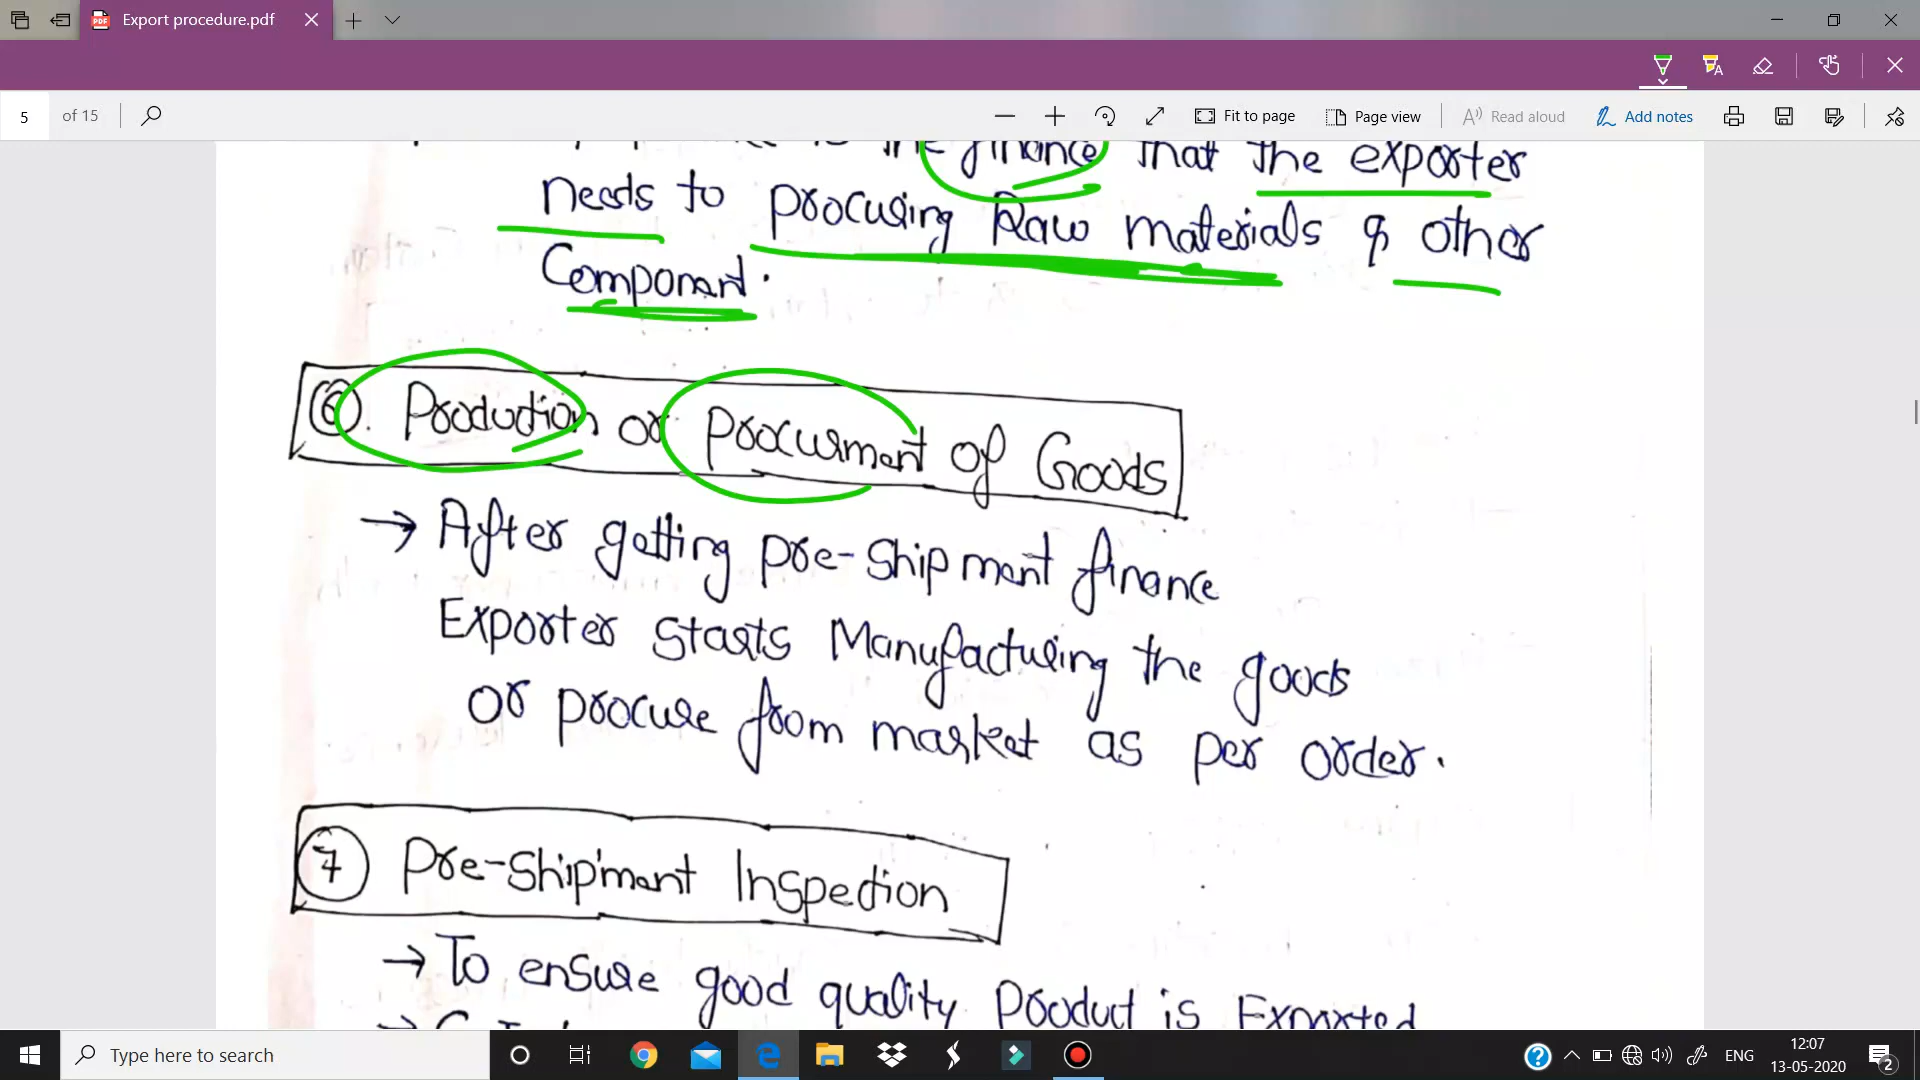 Export procedure.pdf
5 of 15
Fit to page
Page view
Read aloud
Add notes
finance that the exporter
needs to procuring Raw materials & other
Component.
6. Production or Procurment of Goods
→ After getting pre-shipment finance
Exporter starts Manufacturing the goods
or procure from market as per order.
7 Pre-Shipment Inspection
→ To ensure good quality Product is Exported
Type here to search
ENG
12:07
13-05-2020
2